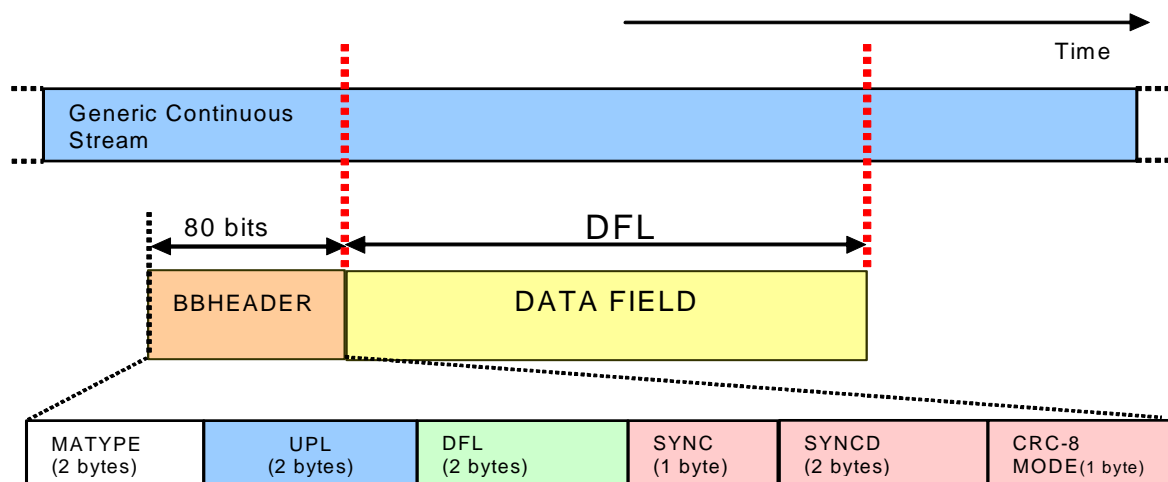 Time
Generic Continuous
Stream
80 bits
DFL
BBHEADER
DATA FIELD
MATYPE
(2 bytes)
UPL
(2 bytes)
DFL
(2 bytes)
SYNC
(1 byte)
SYNCD
(2 bytes)
CRC-8
MODE(1 byte)